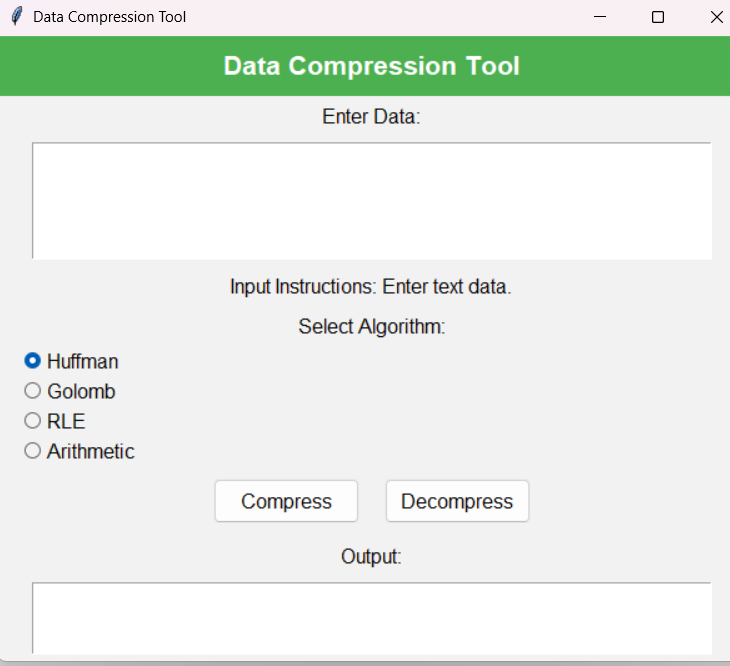 Data Compression Tool
Data Compression Tool
Enter Data:
Input Instructions: Enter text data.
Select Algorithm:
Huffman
Golomb
RLE
Arithmetic
Compress Decompress
Output: